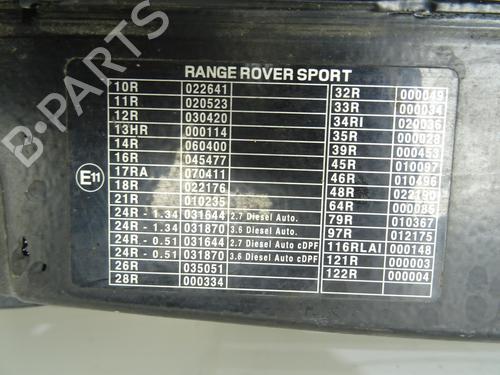 RANGE ROVER SPORT
10R 022641
11R 020523
12R 030420
13HR 000114
14R 060400
16R 045477
17RA 070411
18R 022176
21R 010235
24R - 1.34 031644 2.7 Diesel Auto.
24R - 1.34 031870 3.6 Diesel Auto.
24R - 0.51 031644 2.7 Diesel Auto cDPF
24R - 0.51 031870 3.6 Diesel Auto cDPF
26R 035051
28R 000334
32R 000049
33R 000034
34RI 020036
35R 000028
39R 000453
45R 010097
46R 010496
48R
64R 000085
79R 010367
97R 012175
116RLAI 000148
121R 000003
122R 000004
E11
B-PARTS